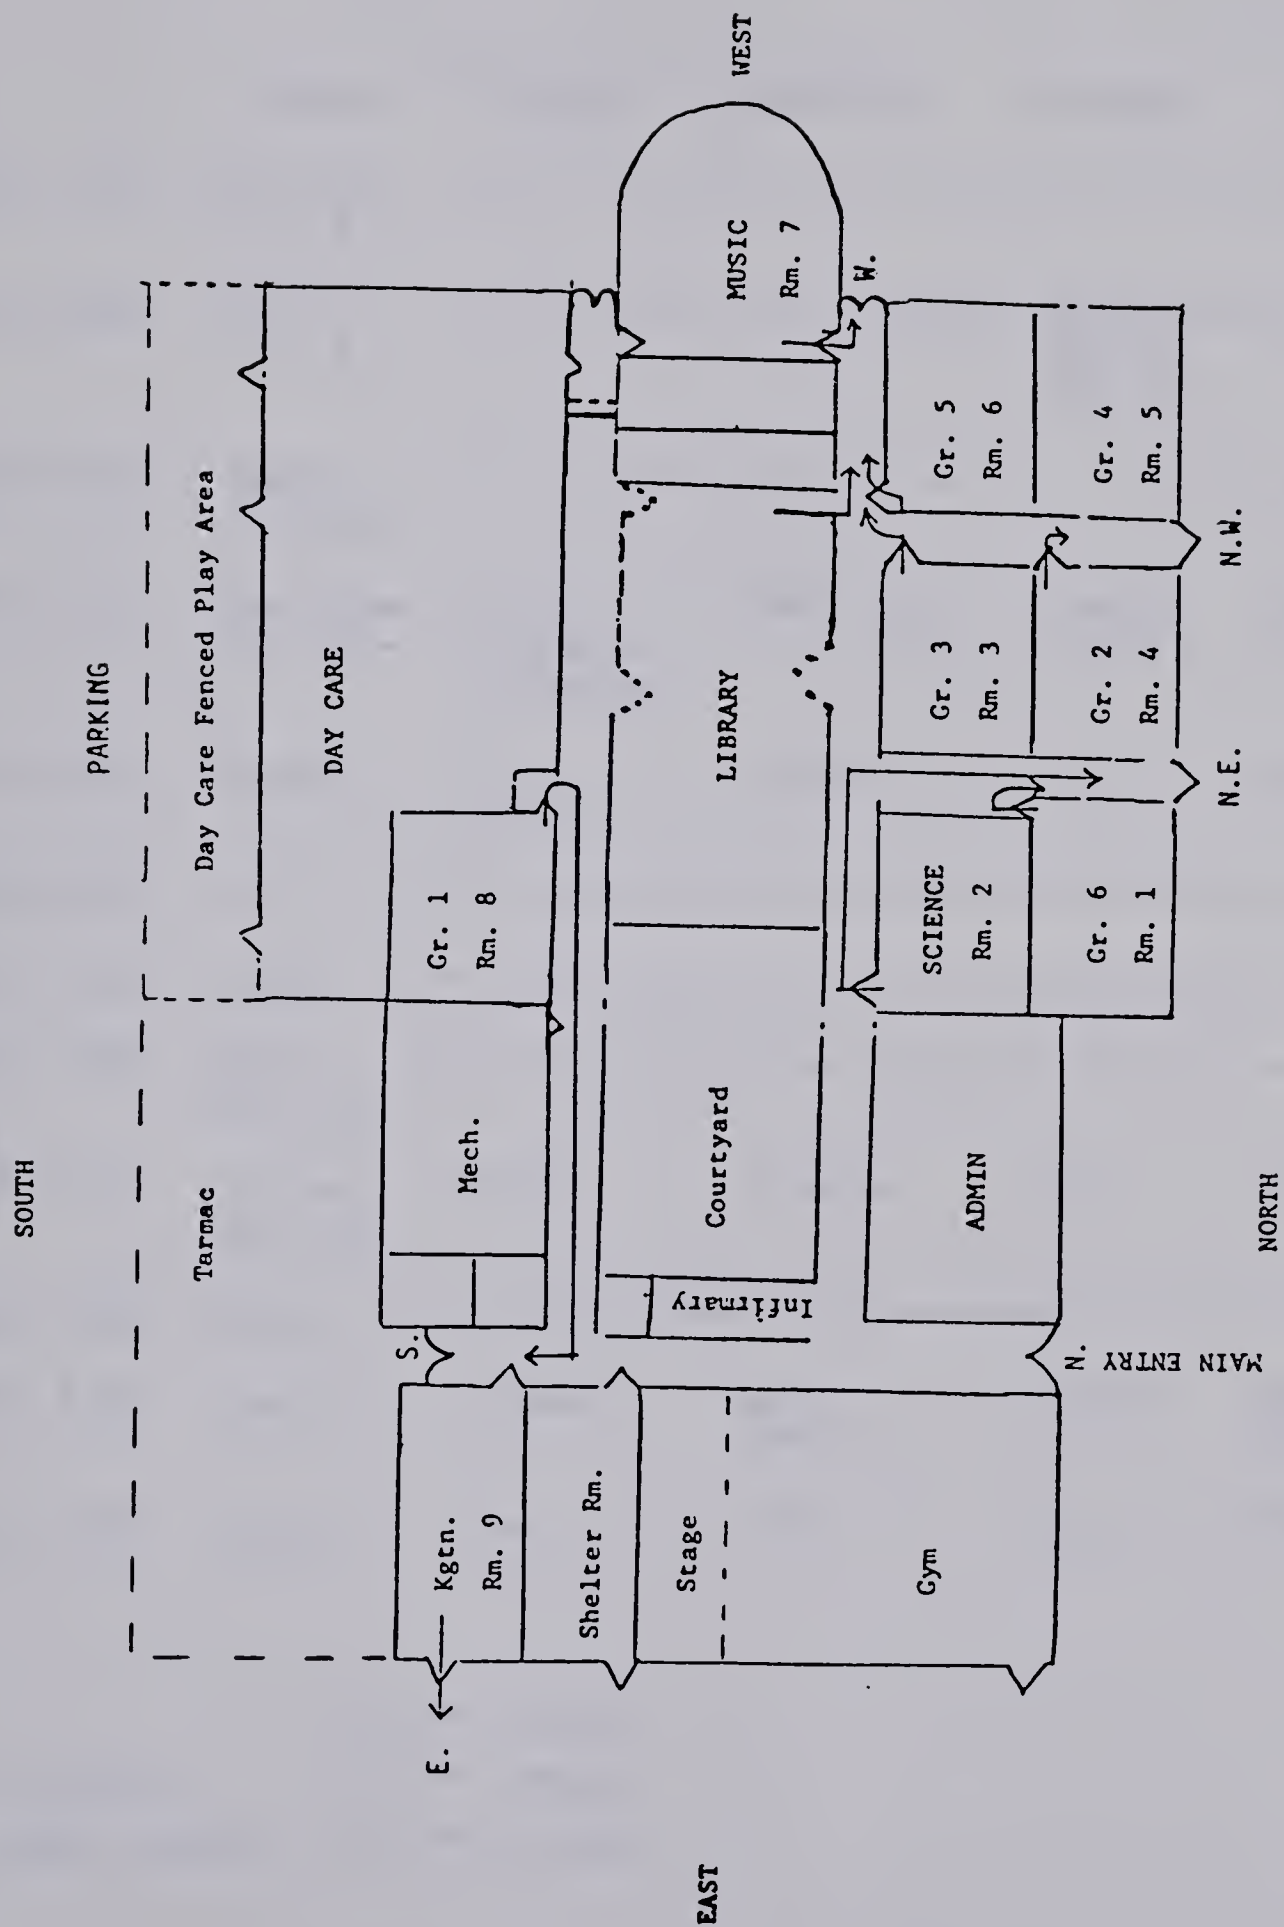 SOUTH
PARKING
Tarmac
Day Care Fenced Play Area
DAY CARE
S.
Mech.
Gr. 1
Rm. 8
E.
Kgtn.
Rm. 9
Shelter Rm.
Stage
Gym
Infirmary
Courtyard
LIBRARY
MUSIC
Rm. 7
WEST
W.
EAST
ADMIN
SCIENCE
Rm. 2
Gr. 6
Rm. 1
Gr. 3
Rm. 3
Gr. 2
Rm. 4
Gr. 5
Rm. 6
Gr. 4
Rm. 5
N.
MAIN ENTRY
N.E.
N.W.
NORTH